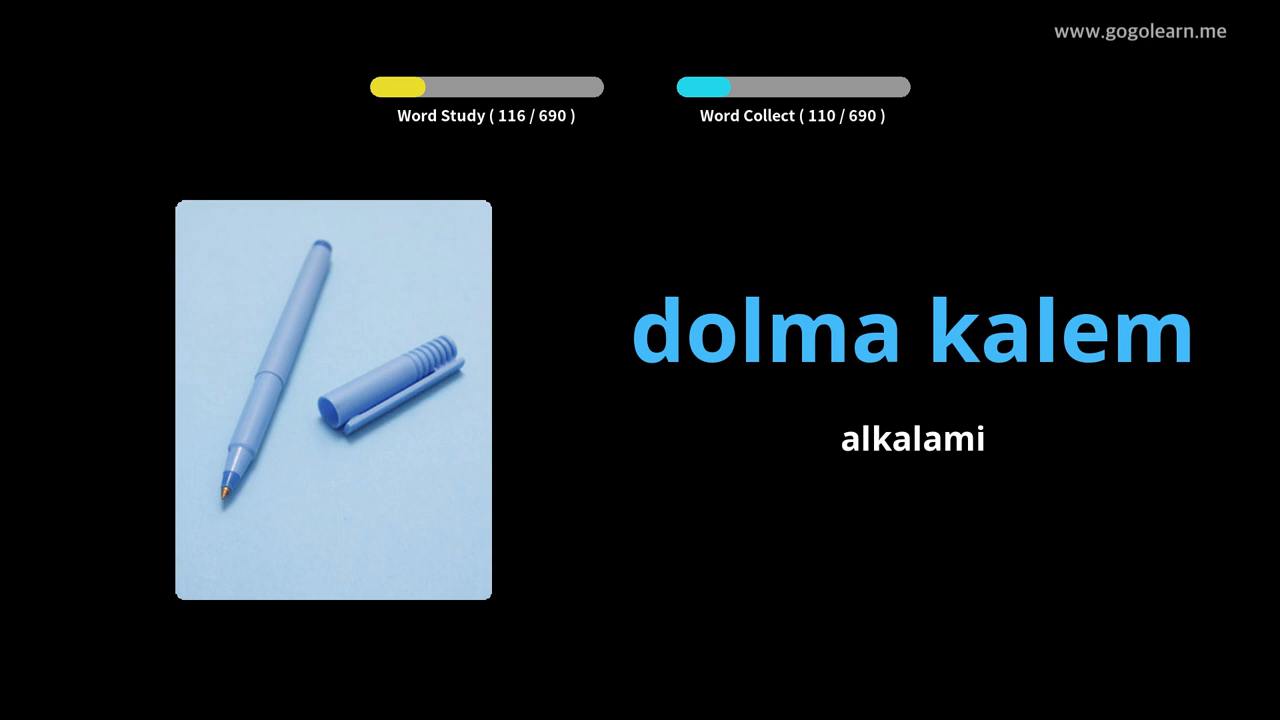 www.gogolearn.me
Word Study ( 116 / 690 )
Word Collect ( 110 / 690 )
dolma kalem
alkalami